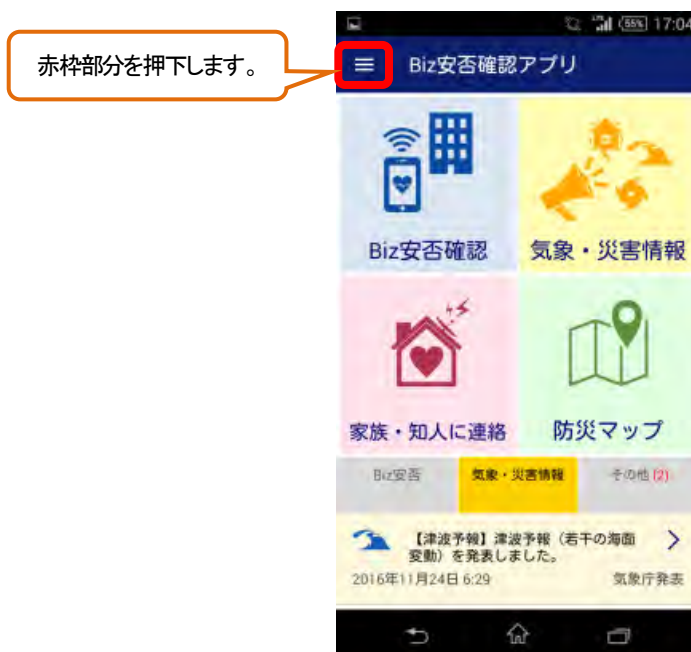 赤枠部分を押下します。
55% 17:04
Biz安否確認アプリ
Biz安否確認
気象・災害情報
家族・知人に連絡
防災マップ
Biz安否
気象・災害情報
その他(2)
【津波予報】津波予報（若干の海面
変動）を発表しました。
2016年11月24日 6:29
気象庁発表